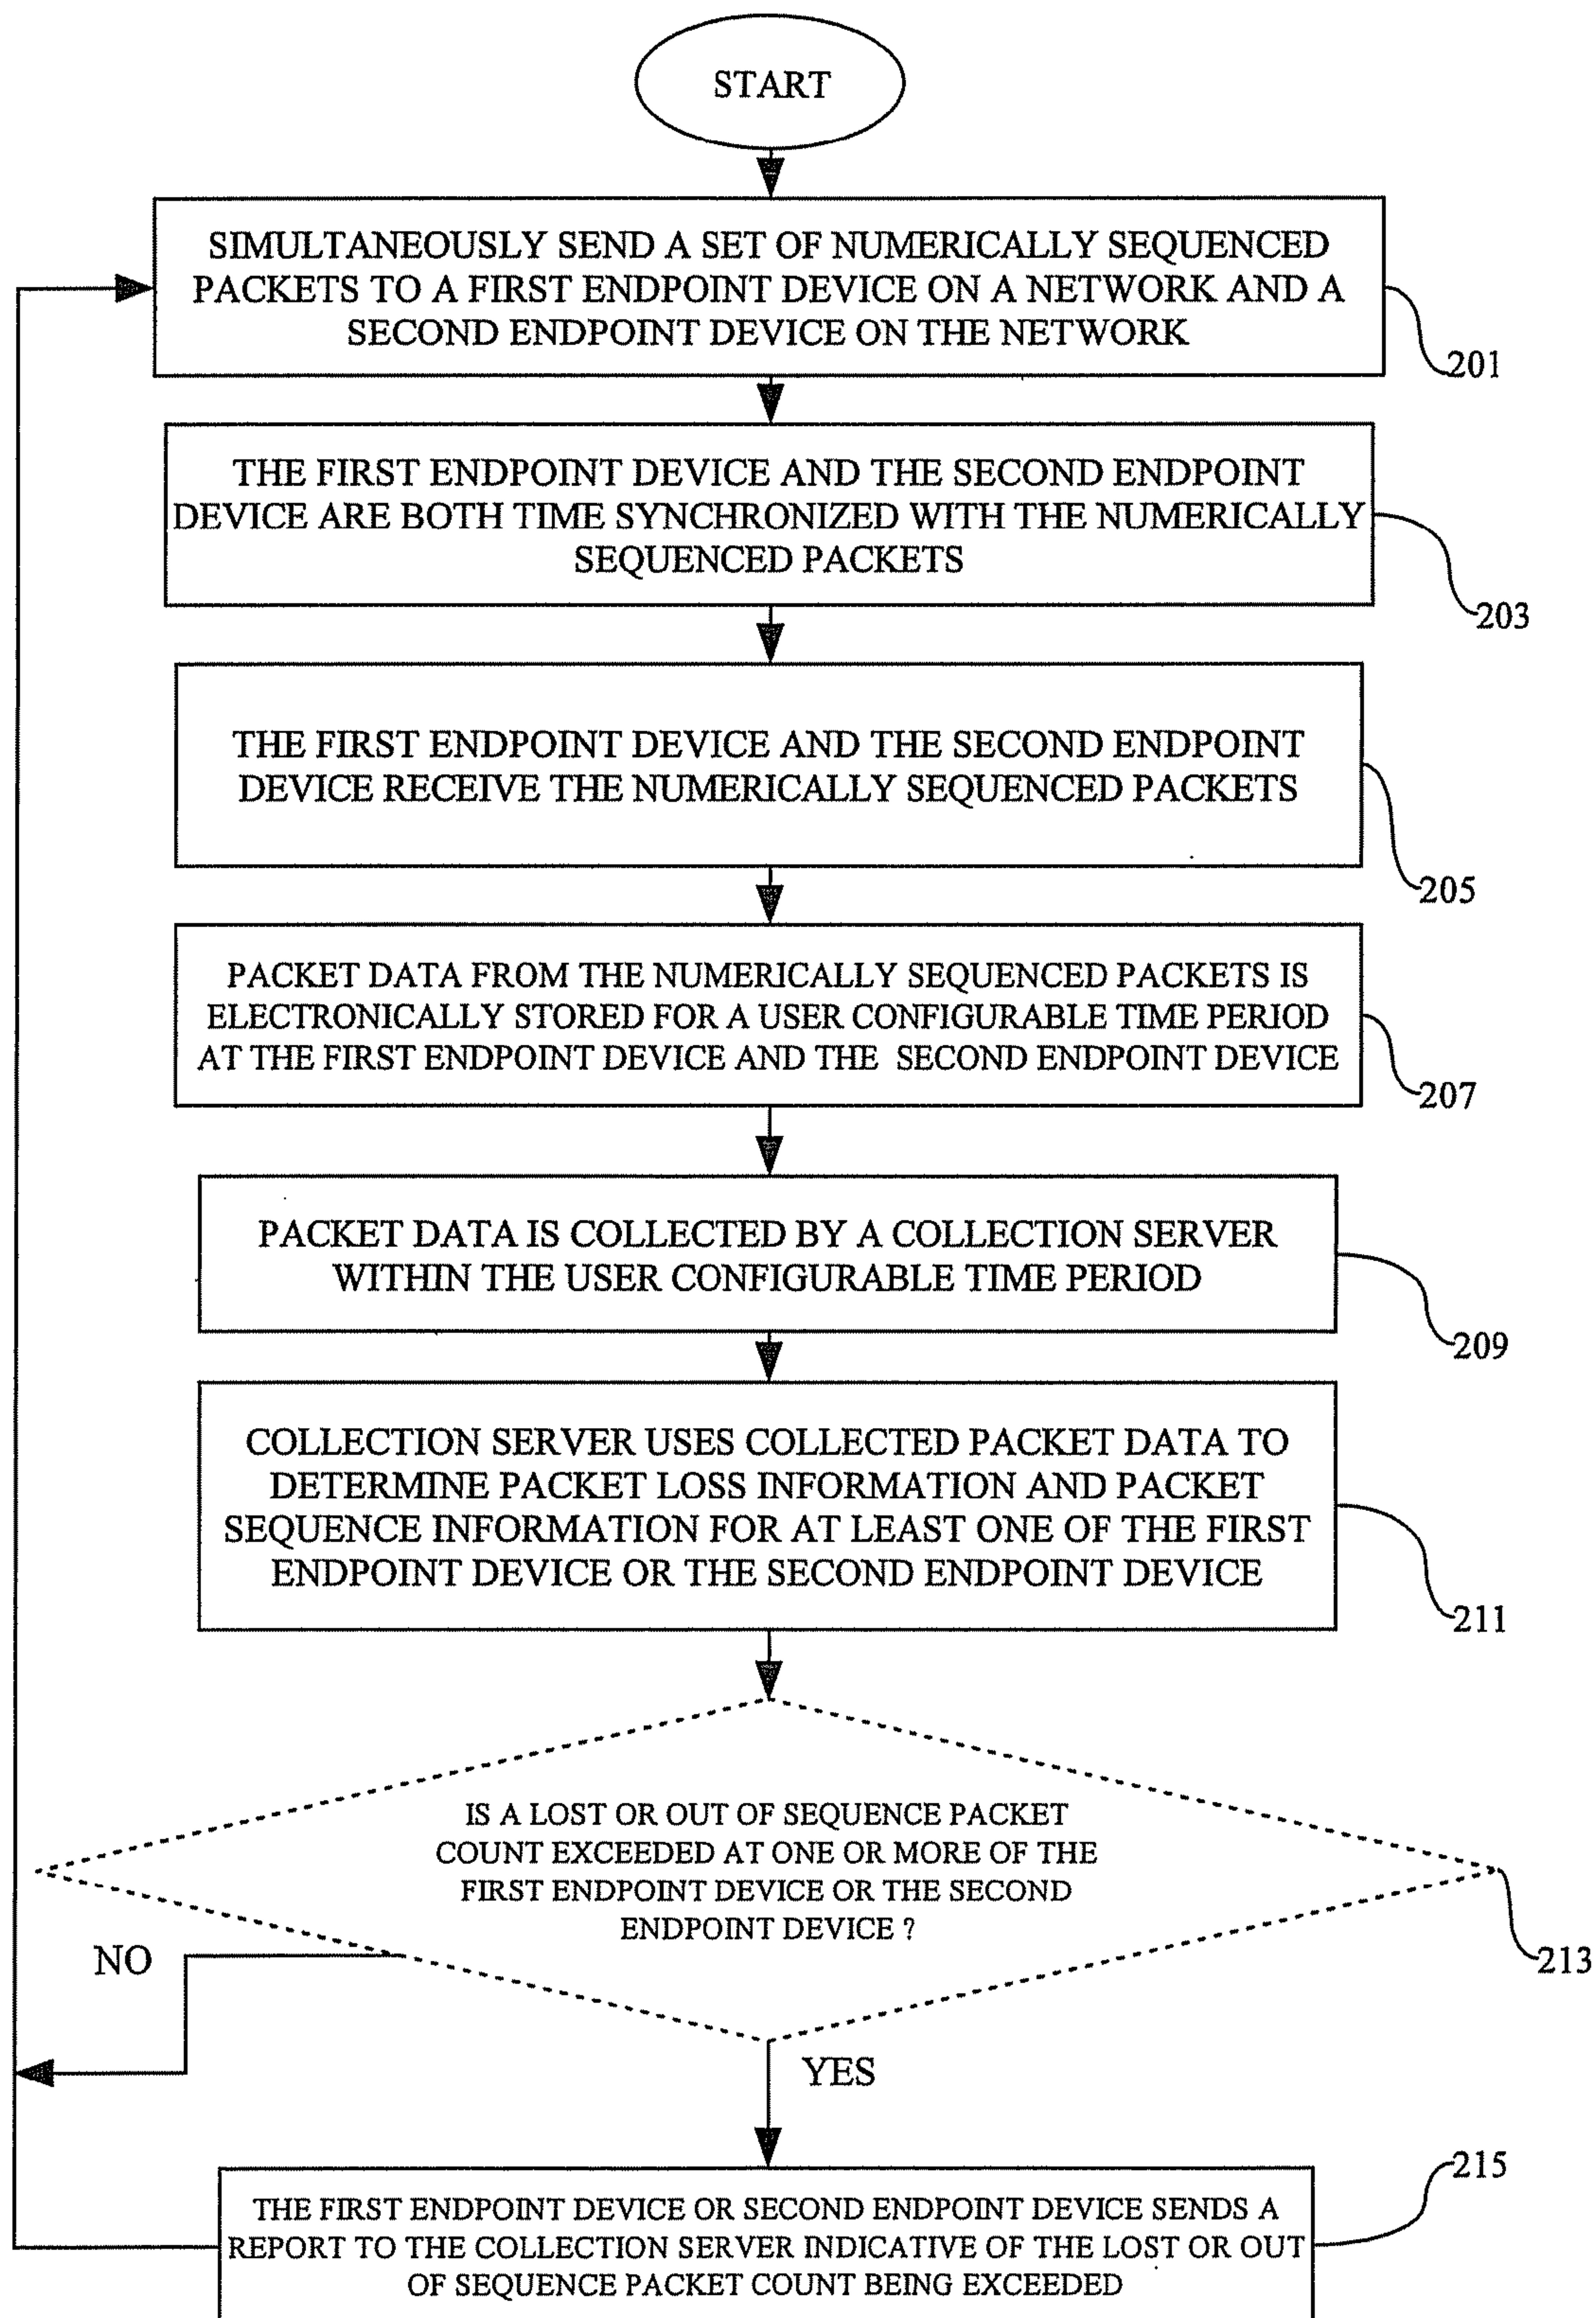 START
SIMULTANEOUSLY SEND A SET OF NUMERICALLY SEQUENCED
PACKETS TO A FIRST ENDPOINT DEVICE ON A NETWORK AND A
SECOND ENDPOINT DEVICE ON THE NETWORK
201
THE FIRST ENDPOINT DEVICE AND THE SECOND ENDPOINT
DEVICE ARE BOTH TIME SYNCHRONIZED WITH THE NUMERICALLY
SEQUENCED PACKETS
203
THE FIRST ENDPOINT DEVICE AND THE SECOND ENDPOINT
DEVICE RECEIVE THE NUMERICALLY SEQUENCED PACKETS
205
PACKET DATA FROM THE NUMERICALLY SEQUENCED PACKETS IS
ELECTRONICALLY STORED FOR A USER CONFIGURABLE TIME PERIOD
AT THE FIRST ENDPOINT DEVICE AND THE SECOND ENDPOINT DEVICE
207
PACKET DATA IS COLLECTED BY A COLLECTION SERVER
WITHIN THE USER CONFIGURABLE TIME PERIOD
209
COLLECTION SERVER USES COLLECTED PACKET DATA TO
DETERMINE PACKET LOSS INFORMATION AND PACKET
SEQUENCE INFORMATION FOR AT LEAST ONE OF THE FIRST
ENDPOINT DEVICE OR THE SECOND ENDPOINT DEVICE
211
IS A LOST OR OUT OF SEQUENCE PACKET
COUNT EXCEEDED AT ONE OR MORE OF THE
FIRST ENDPOINT DEVICE OR THE SECOND
ENDPOINT DEVICE ?
213
NO
YES
215
THE FIRST ENDPOINT DEVICE OR SECOND ENDPOINT DEVICE SENDS A
REPORT TO THE COLLECTION SERVER INDICATIVE OF THE LOST OR OUT
OF SEQUENCE PACKET COUNT BEING EXCEEDED